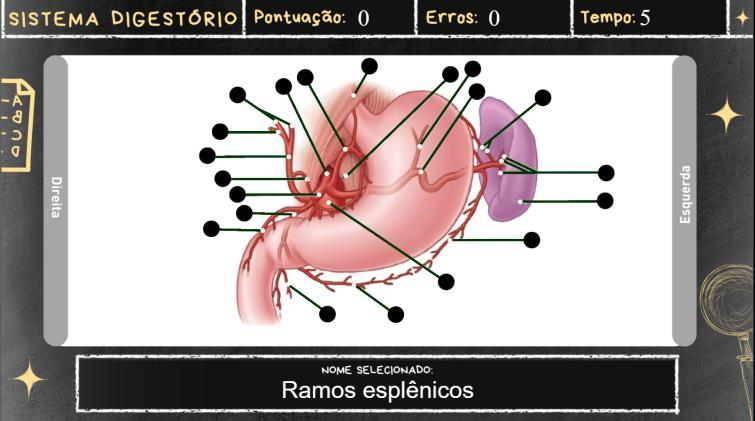 SISTEMA DIGESTÓRIO
Pontuação: 0
Erros: 0
Tempo: 5
Direita
Esquerda
NOME SELECIONADO:
Ramos esplênicos